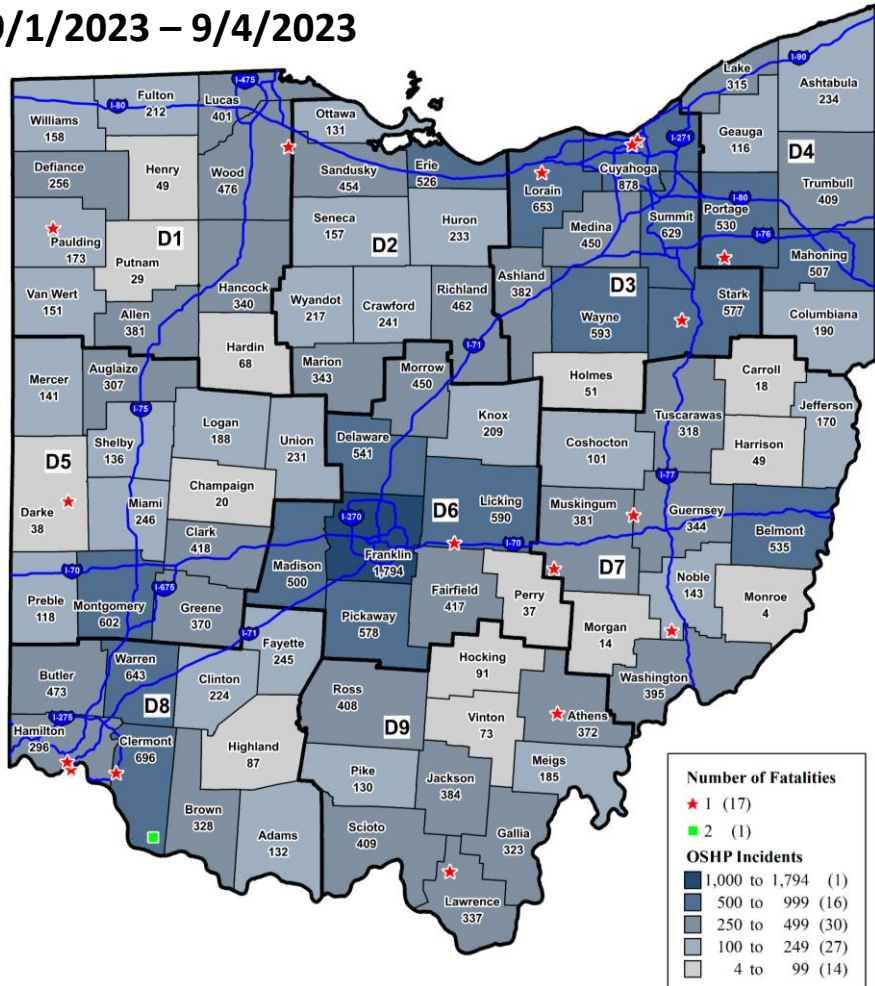 9/1/2023 – 9/4/2023
I-90
Lake
315
Ashtabula
234
I-475
Fulton
212
Lucas
401
I-80
Williams
158
Ottawa
131
I-271
Geauga
116
D4
Defiance
256
Henry
49
Wood
476
Sandusky
454
Erie
526
Lorain
653
Cuyahoga
878
Trumbull
409
I-80
Portage
530
Summit
629
Medina
450
I-76
Paulding
173
D1
Seneca
157
D2
Huron
233
Mahoning
507
Putnam
29
Van Wert
151
Hancock
340
Ashland
382
D3
Wayne
593
Stark
577
Columbiana
190
Allen
381
Wyandot
217
Crawford
241
Richland
462
Hardin
68
Marion
343
Morrow
450
I-71
Holmes
51
Carroll
18
Mercer
141
Auglaize
307
Jefferson
170
Tuscarawas
318
I-75
Logan
188
Knox
209
Coshocton
101
Harrison
49
Shelby
136
Union
231
Delaware
541
D5
I-77
Champaign
20
Darke
38
Miami
246
Licking
590
Muskingum
381
Guernsey
344
I-270
D6
Belmont
535
Clark
418
Franklin
1,794
I-70
Madison
500
D7
I-70
Noble
143
Monroe
4
Preble
118
Montgomery
602
I-675
Greene
370
Fairfield
417
Perry
37
Pickaway
578
Morgan
14
I-71
Fayette
245
Hocking
91
Washington
395
Butler
473
Warren
643
Clinton
224
D8
Ross
408
D9
Vinton
73
Athens
372
I-275
Hamilton
296
Clermont
696
Highland
87
Meigs
185
Pike
130
Jackson
384
Brown
328
Adams
132
Scioto
409
Gallia
323
Lawrence
337
Number of Fatalities
1 (17)
2 (1)
OSHP Incidents
1,000 to 1,794 (1)
500 to 999 (16)
250 to 499 (30)
100 to 249 (27)
4 to 99 (14)